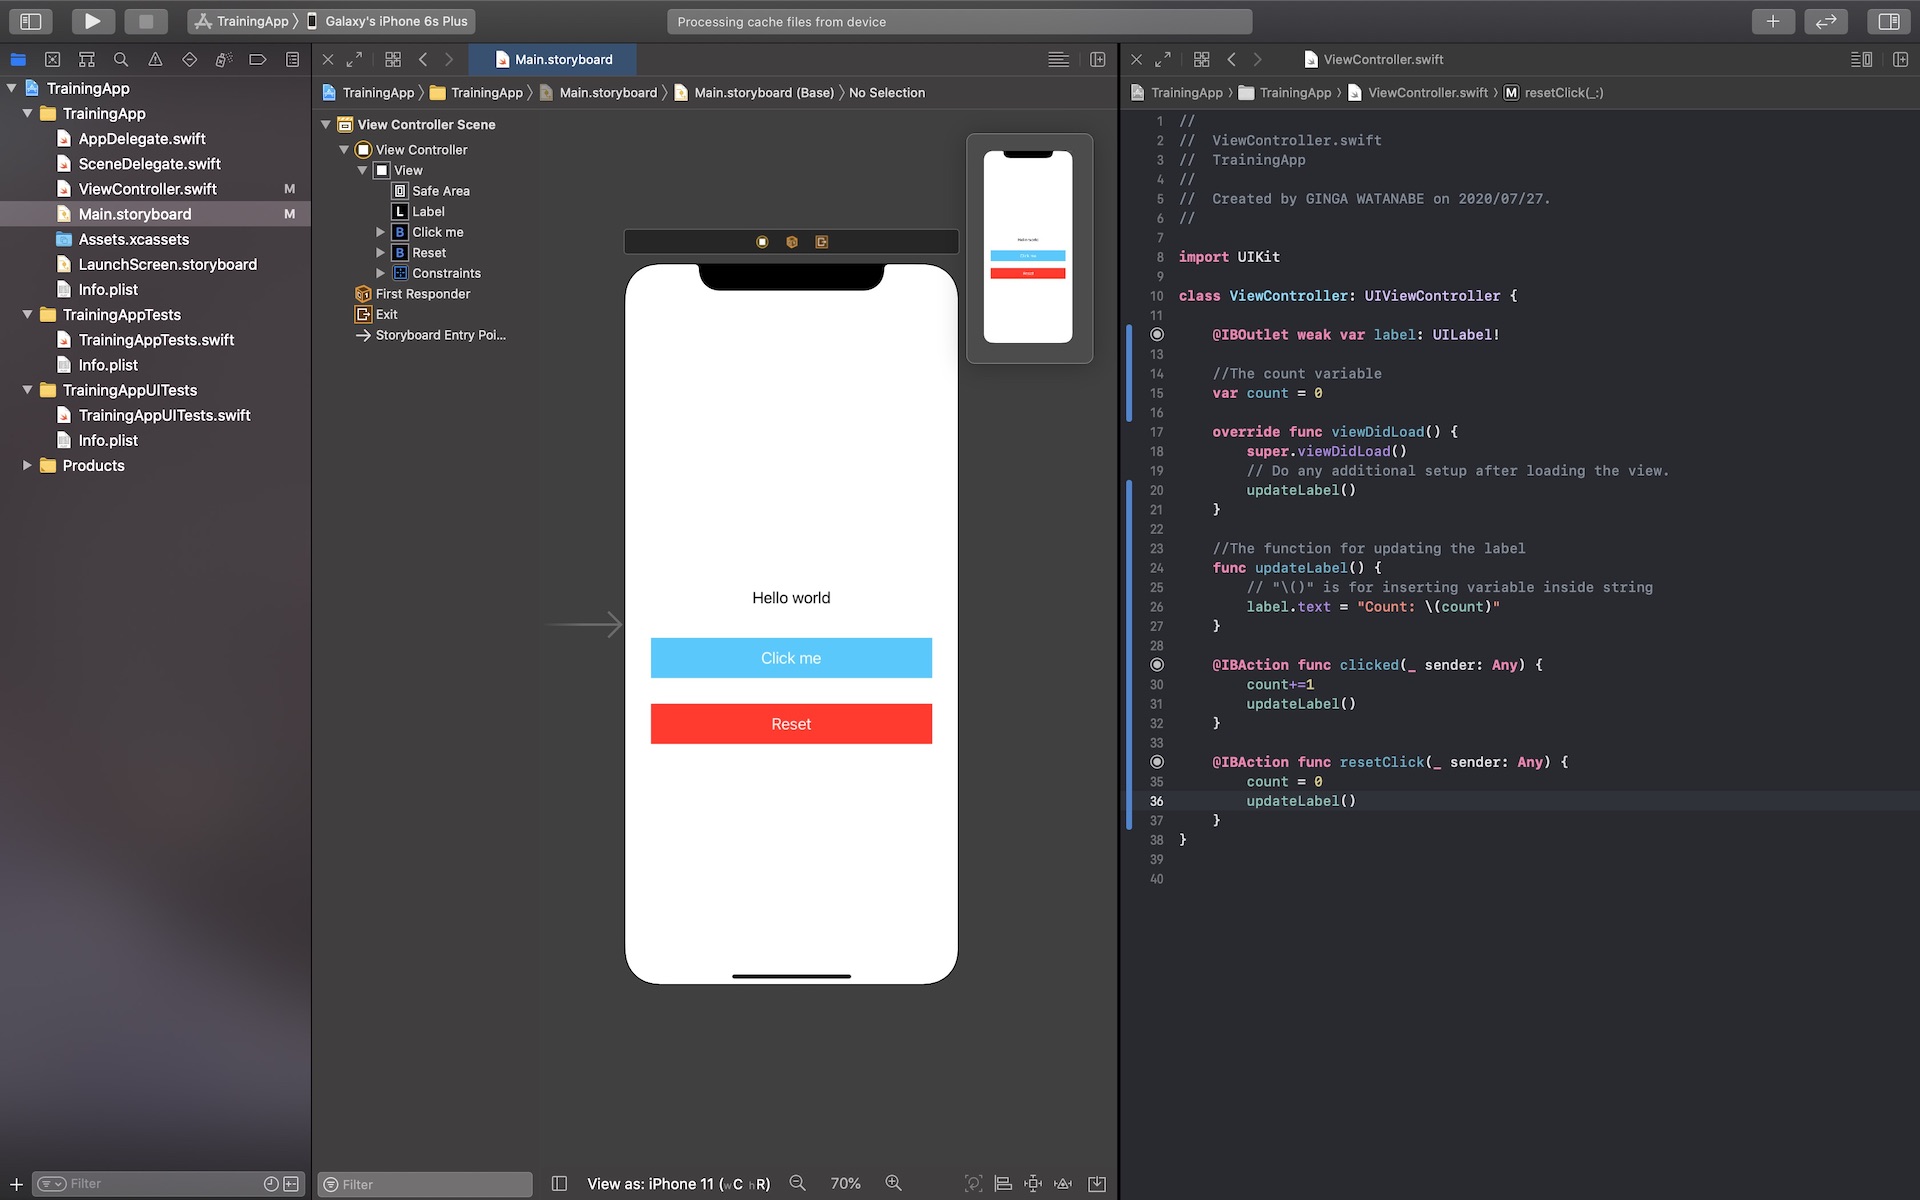 TrainingApp 〉 Galaxy's iPhone 6s Plus
Processing cache files from device
TrainingApp
TrainingApp
AppDelegate.swift
SceneDelegate.swift
ViewController.swift M
Main.storyboard M
Assets.xcassets
LaunchScreen.storyboard
Info.plist
TrainingAppTests
TrainingAppTests.swift
Info.plist
TrainingAppUITests
TrainingAppUITests.swift
Info.plist
Products
Filter
Main.storyboard
TrainingApp 〉 TrainingApp 〉 Main.storyboard 〉 Main.storyboard (Base) 〉 No Selection
View Controller Scene
View Controller
View
Safe Area
L Label
B Click me
B Reset
Constraints
First Responder
Exit
Storyboard Entry Poi...
Filter
Hello world
Click me
Reset
Hello world
Click me
Reset
View as: iPhone 11 (wC hR)
70%
ViewController.swift
TrainingApp 〉 TrainingApp 〉 ViewController.swift 〉 M resetClick(_:)
1 //
2 //  ViewController.swift
3 //  TrainingApp
4 //
5 //  Created by GINGA WATANABE on 2020/07/27.
6 //
7
8 import UIKit
9
10 class ViewController: UIViewController {
11
@IBOutlet weak var label: UILabel!
13
14     //The count variable
15     var count = 0
16
17     override func viewDidLoad() {
18         super.viewDidLoad()
19         // Do any additional setup after loading the view.
20         updateLabel()
21     }
22
23     //The function for updating the label
24     func updateLabel() {
25         // "\()" is for inserting variable inside string
26         label.text = "Count: \(count)"
27     }
28
@IBAction func clicked(_ sender: Any) {
30         count+=1
31         updateLabel()
32     }
33
@IBAction func resetClick(_ sender: Any) {
35         count = 0
36         updateLabel()
37     }
38 }
39
40